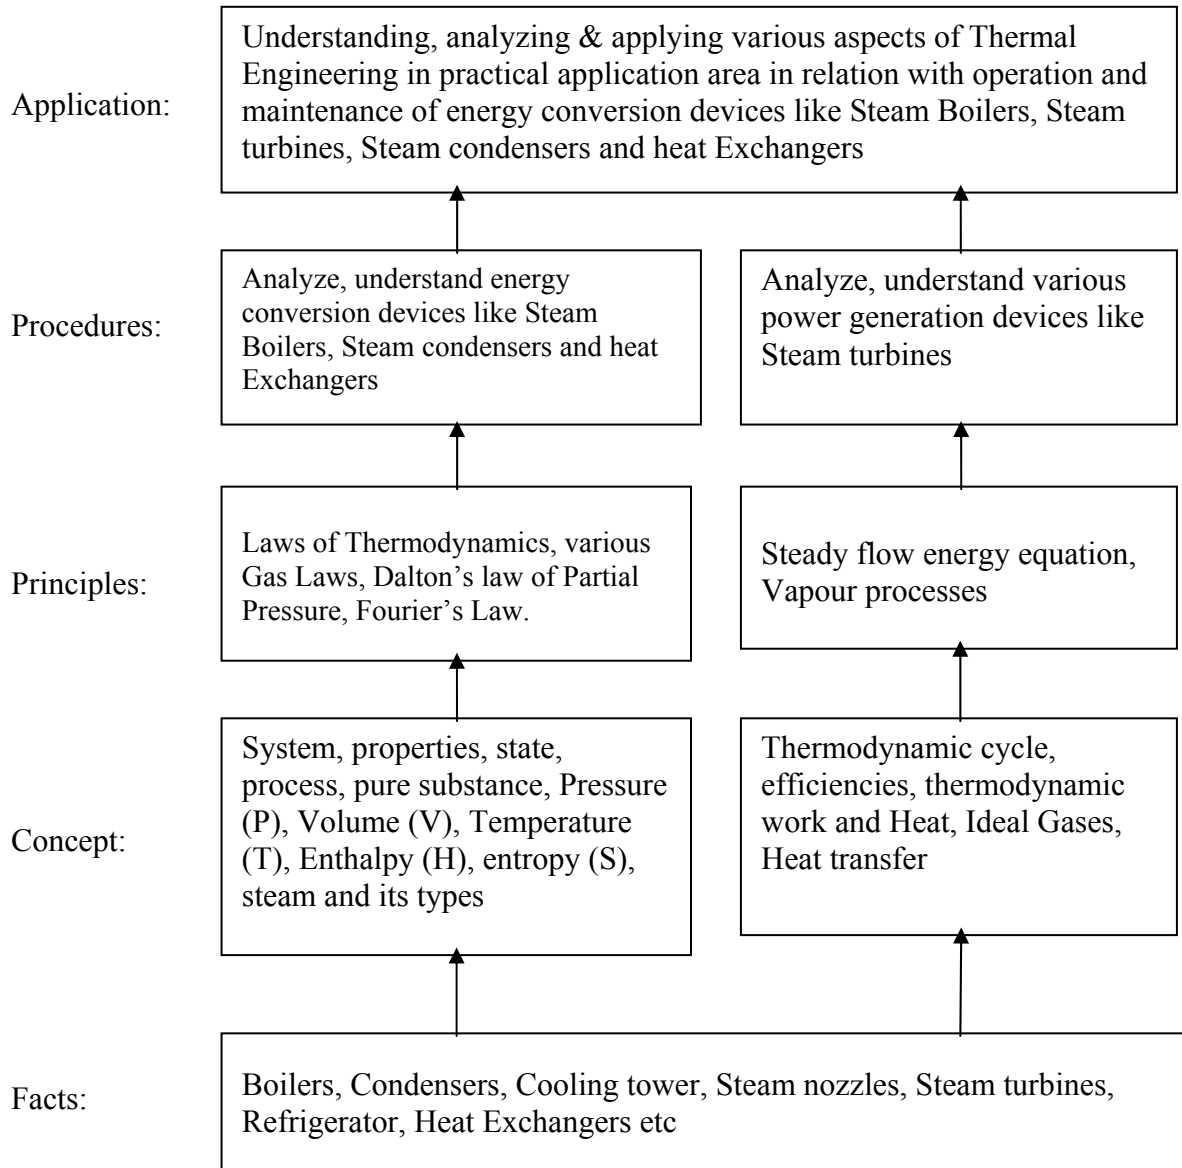 Application:
Understanding, analyzing & applying various aspects of Thermal
Engineering in practical application area in relation with operation and
maintenance of energy conversion devices like Steam Boilers, Steam
turbines, Steam condensers and heat Exchangers
Procedures:
Analyze, understand energy
conversion devices like Steam
Boilers, Steam condensers and heat
Exchangers
Analyze, understand various
power generation devices like
Steam turbines
Principles:
Laws of Thermodynamics, various
Gas Laws, Dalton’s law of Partial
Pressure, Fourier’s Law.
Steady flow energy equation,
Vapour processes
Concept:
System, properties, state,
process, pure substance, Pressure
(P), Volume (V), Temperature
(T), Enthalpy (H), entropy (S),
steam and its types
Thermodynamic cycle,
efficiencies, thermodynamic
work and Heat, Ideal Gases,
Heat transfer
Facts:
Boilers, Condensers, Cooling tower, Steam nozzles, Steam turbines,
Refrigerator, Heat Exchangers etc